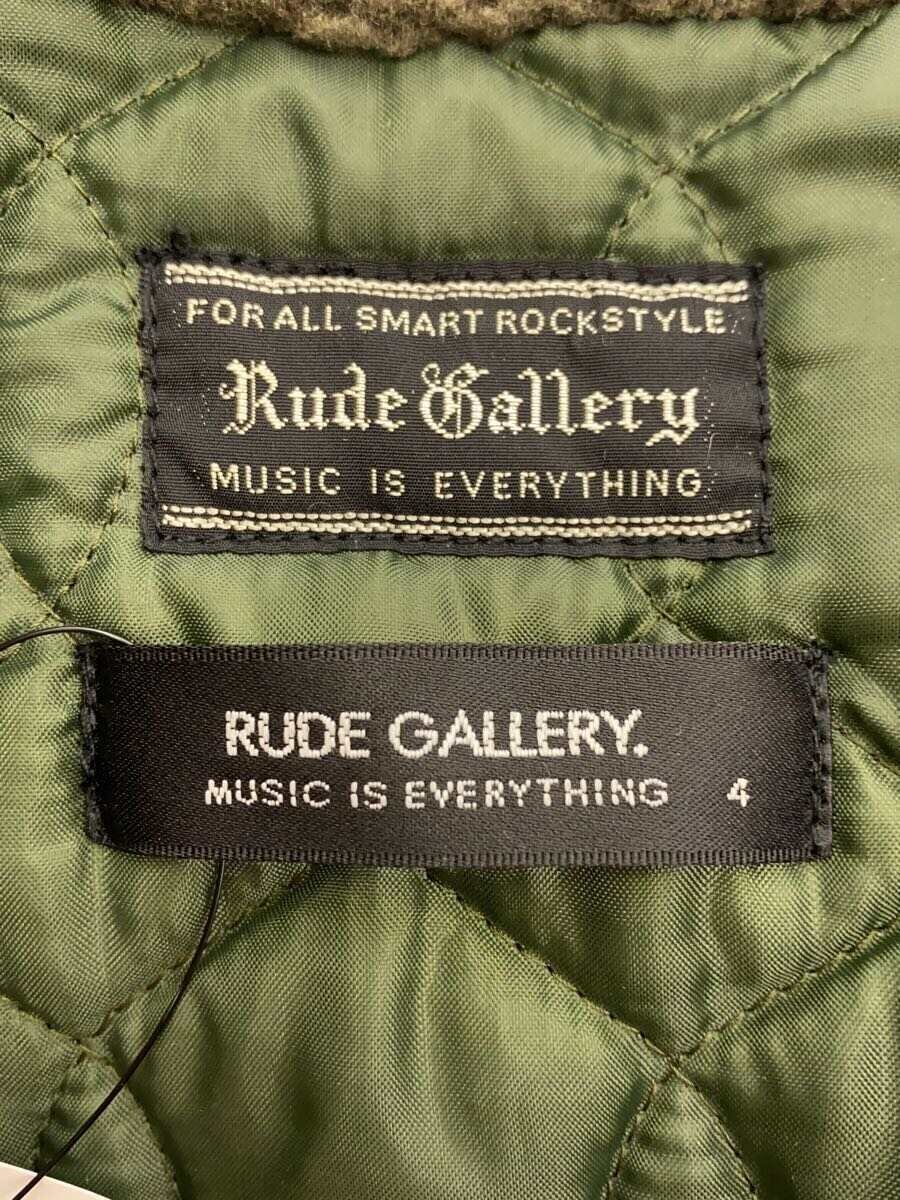 FOR ALL SMART ROCKSTYLE
Rude Gallery
MUSIC IS EVERYTHING
RUDE GALLERY.
MUSIC IS EVERYTHING 4